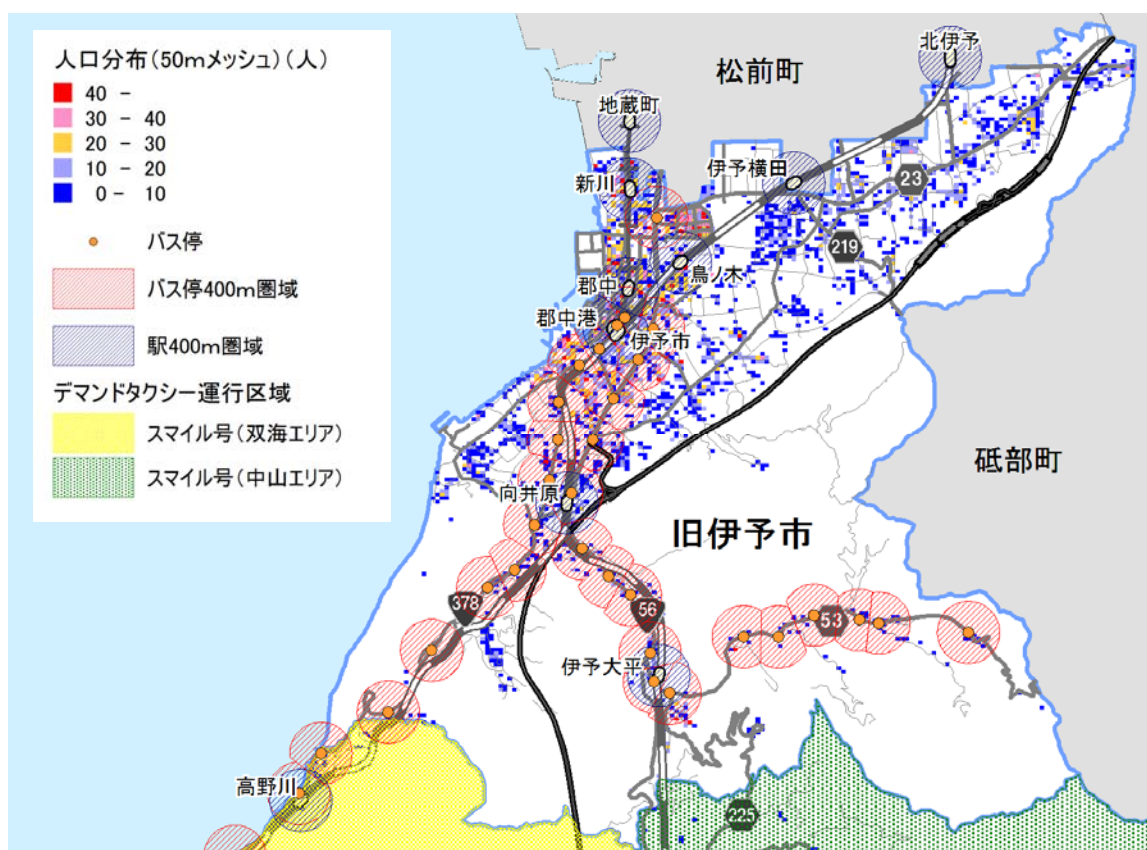 人口分布(50mメッシュ)(人)
40 -
30 - 40
20 - 30
10 - 20
0 - 10
バス停
バス停400m圏域
駅400m圏域
デマンドタクシー運行区域
スマイル号(双海エリア)
スマイル号(中山エリア)
北伊予
松前町
地蔵町
伊予横田
新川
23
219
鳥ノ木
郡中
郡中港
伊予市
砥部町
向井原
旧伊予市
378
56
53
伊予大平
高野川
225